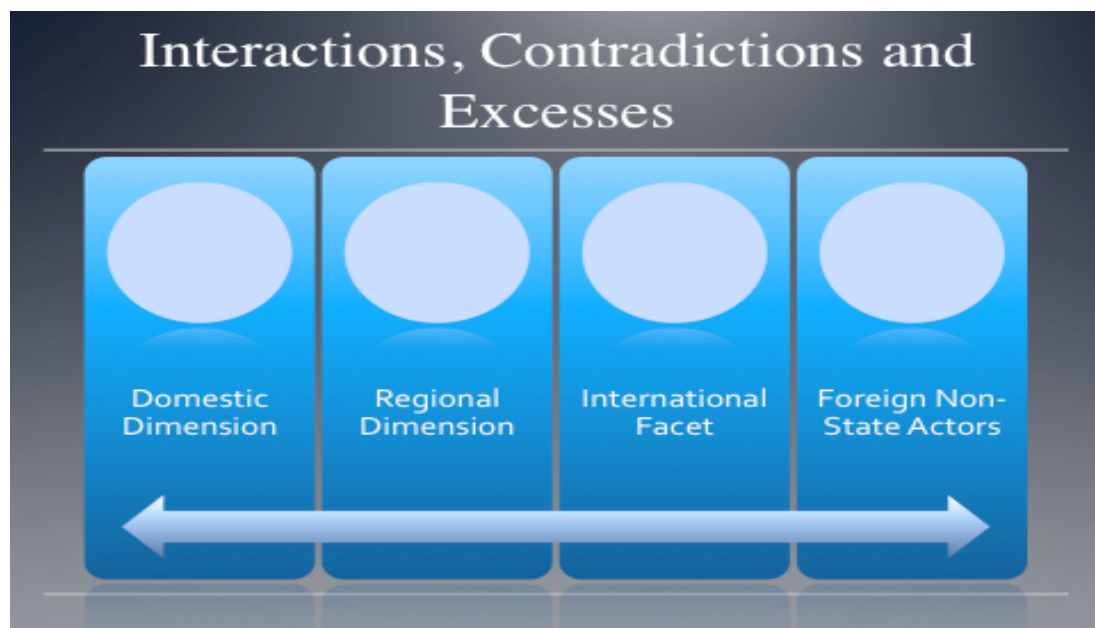 Interactions, Contradictions and
Excesses
Domestic
Dimension
Regional
Dimension
International
Facet
Foreign Non-
State Actors